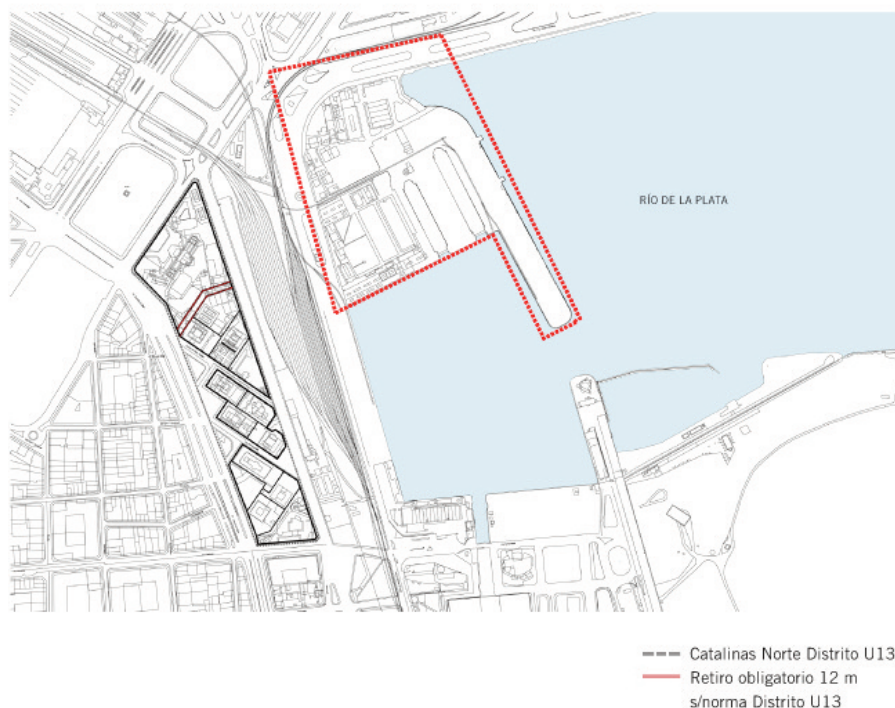 RÍO DE LA PLATA
Catalinas Norte Distrito U13
Retiro obligatorio 12 m
s/norma Distrito U13